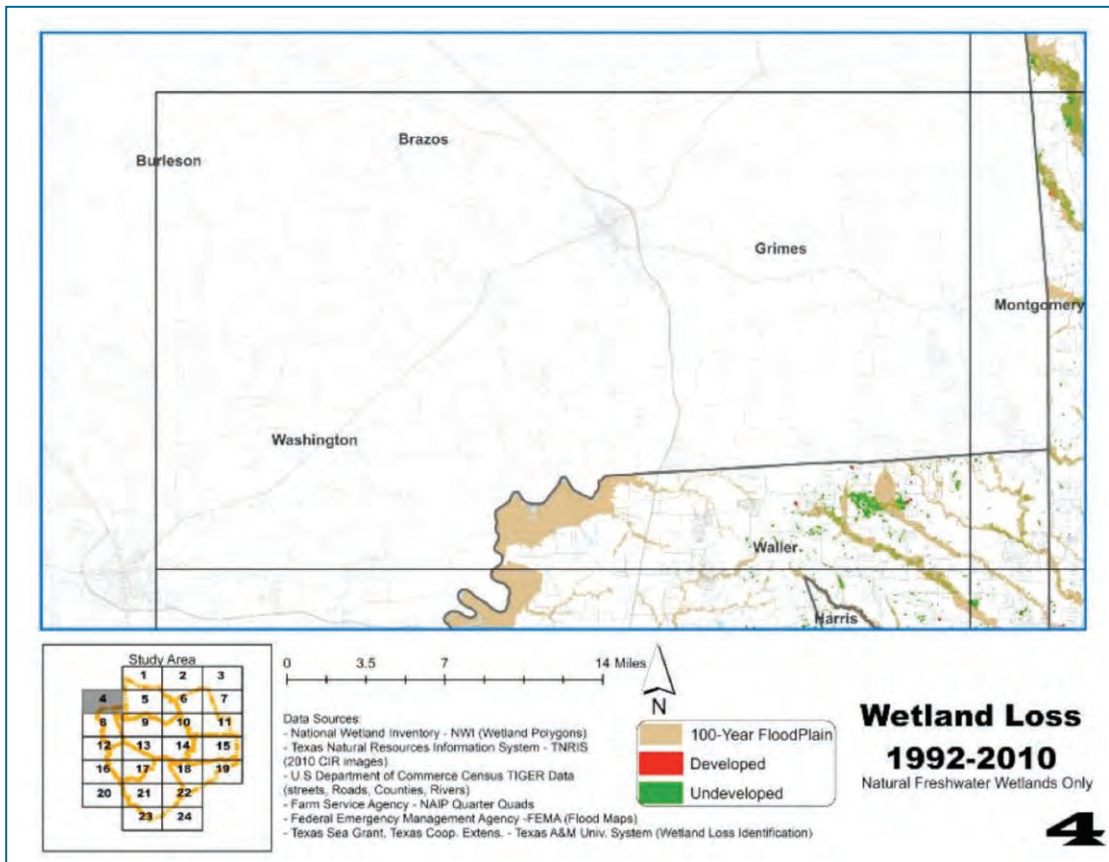 Burleson
Brazos
Grimes
Montgomery
Washington
Waller
Harris
Study Area
1 2 3
4 5 6 7
8 9 10 11
12 13 14 15
16 17 18 19
20 21 22
23 24
0 3.5 7 14 Miles
N
Data Sources:
- National Wetland Inventory - NWI (Wetland Polygons)
- Texas Natural Resources Information System - TNRIS
(2010 CIR images)
- U.S Department of Commerce Census TIGER Data
(streets, Roads, Counties, Rivers)
- Farm Service Agency - NAIP Quarter Quads
- Federal Emergency Management Agency -FEMA (Flood Maps)
- Texas Sea Grant, Texas Coop. Extens. - Texas A&M Univ. System (Wetland Loss Identification)
100-Year FloodPlain
Developed
Undeveloped
Wetland Loss
1992-2010
Natural Freshwater Wetlands Only
4